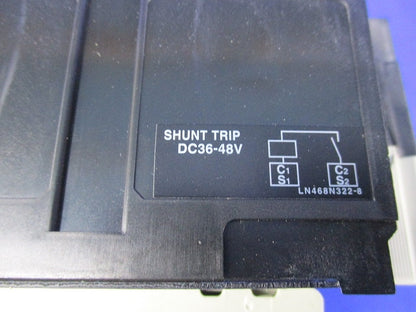 SHUNT TRIP
DC36-48V
C1 C2
S1 S2
LN468N322-8